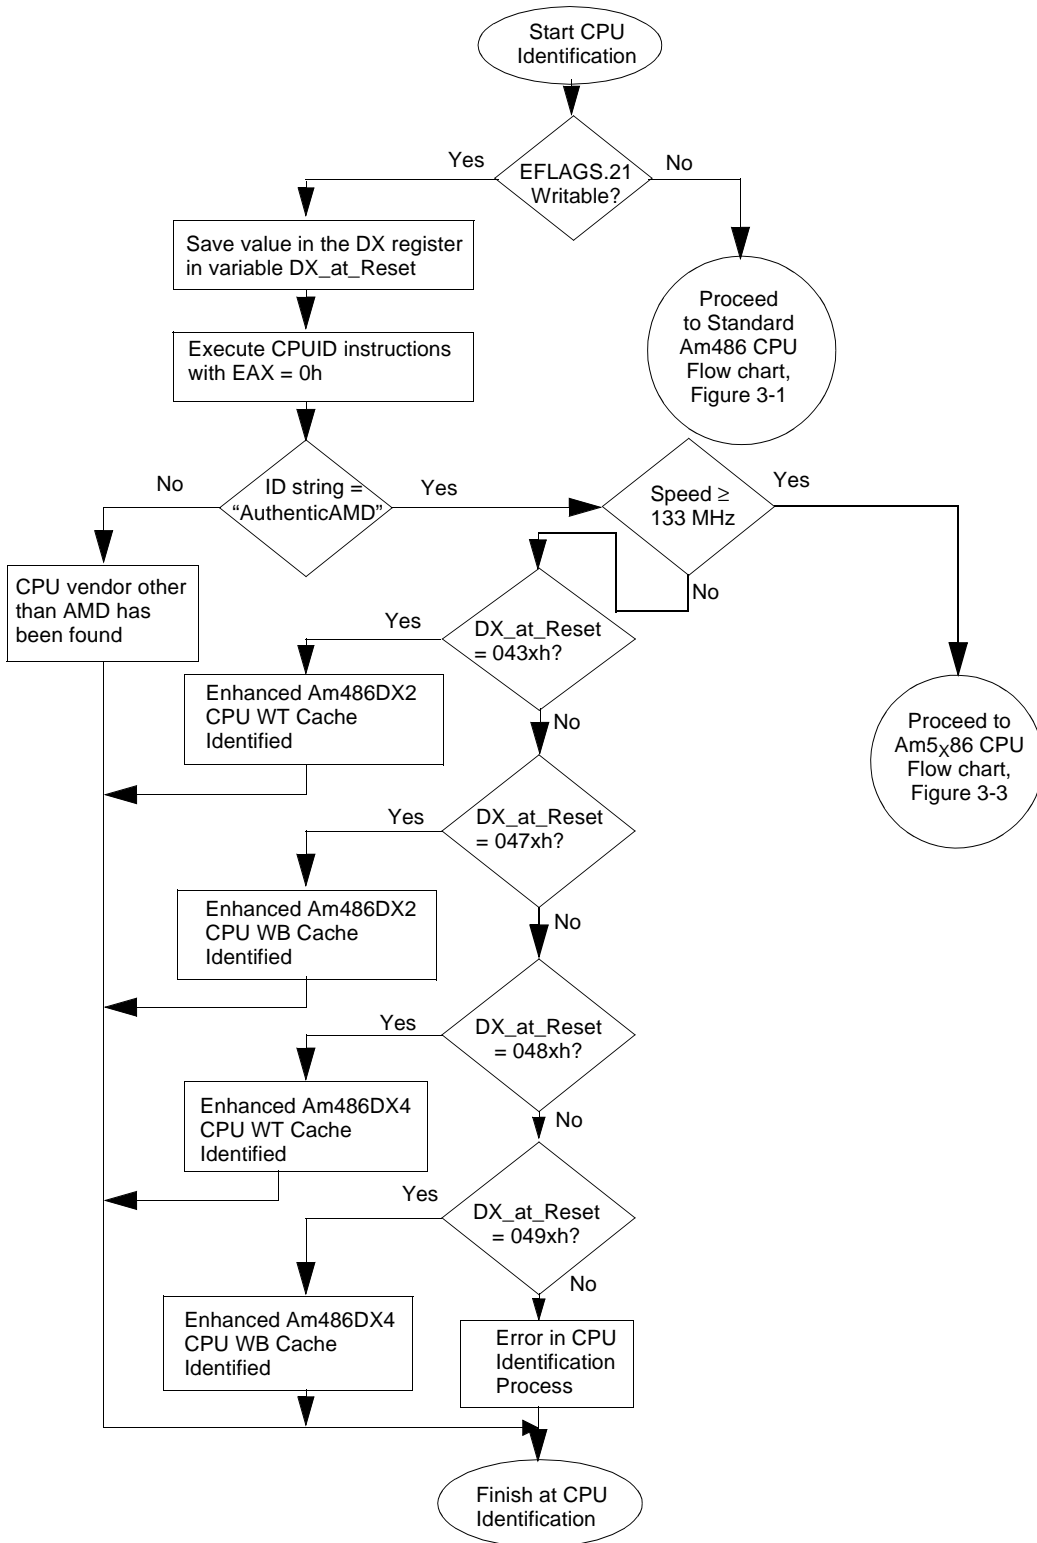 Start CPU
Identification
Yes
EFLAGS.21
Writable?
No
Save value in the DX register
in variable DX_at_Reset
Proceed
to Standard
Am486 CPU
Flow chart,
Figure 3-1
Execute CPUID instructions
with EAX = 0h
No
ID string =
“AuthenticAMD”
Yes
Speed ≥
133 MHz
Yes
No
CPU vendor other
than AMD has
been found
Yes
DX_at_Reset
= 043xh?
Enhanced Am486DX2
CPU WT Cache
Identified
No
Proceed to
Am5X86 CPU
Flow chart,
Figure 3-3
Yes
DX_at_Reset
= 047xh?
Enhanced Am486DX2
CPU WB Cache
Identified
No
Yes
DX_at_Reset
= 048xh?
Enhanced Am486DX4
CPU WT Cache
Identified
No
Yes
DX_at_Reset
= 049xh?
No
Enhanced Am486DX4
CPU WB Cache
Identified
Error in CPU
Identification
Process
Finish at CPU
Identification